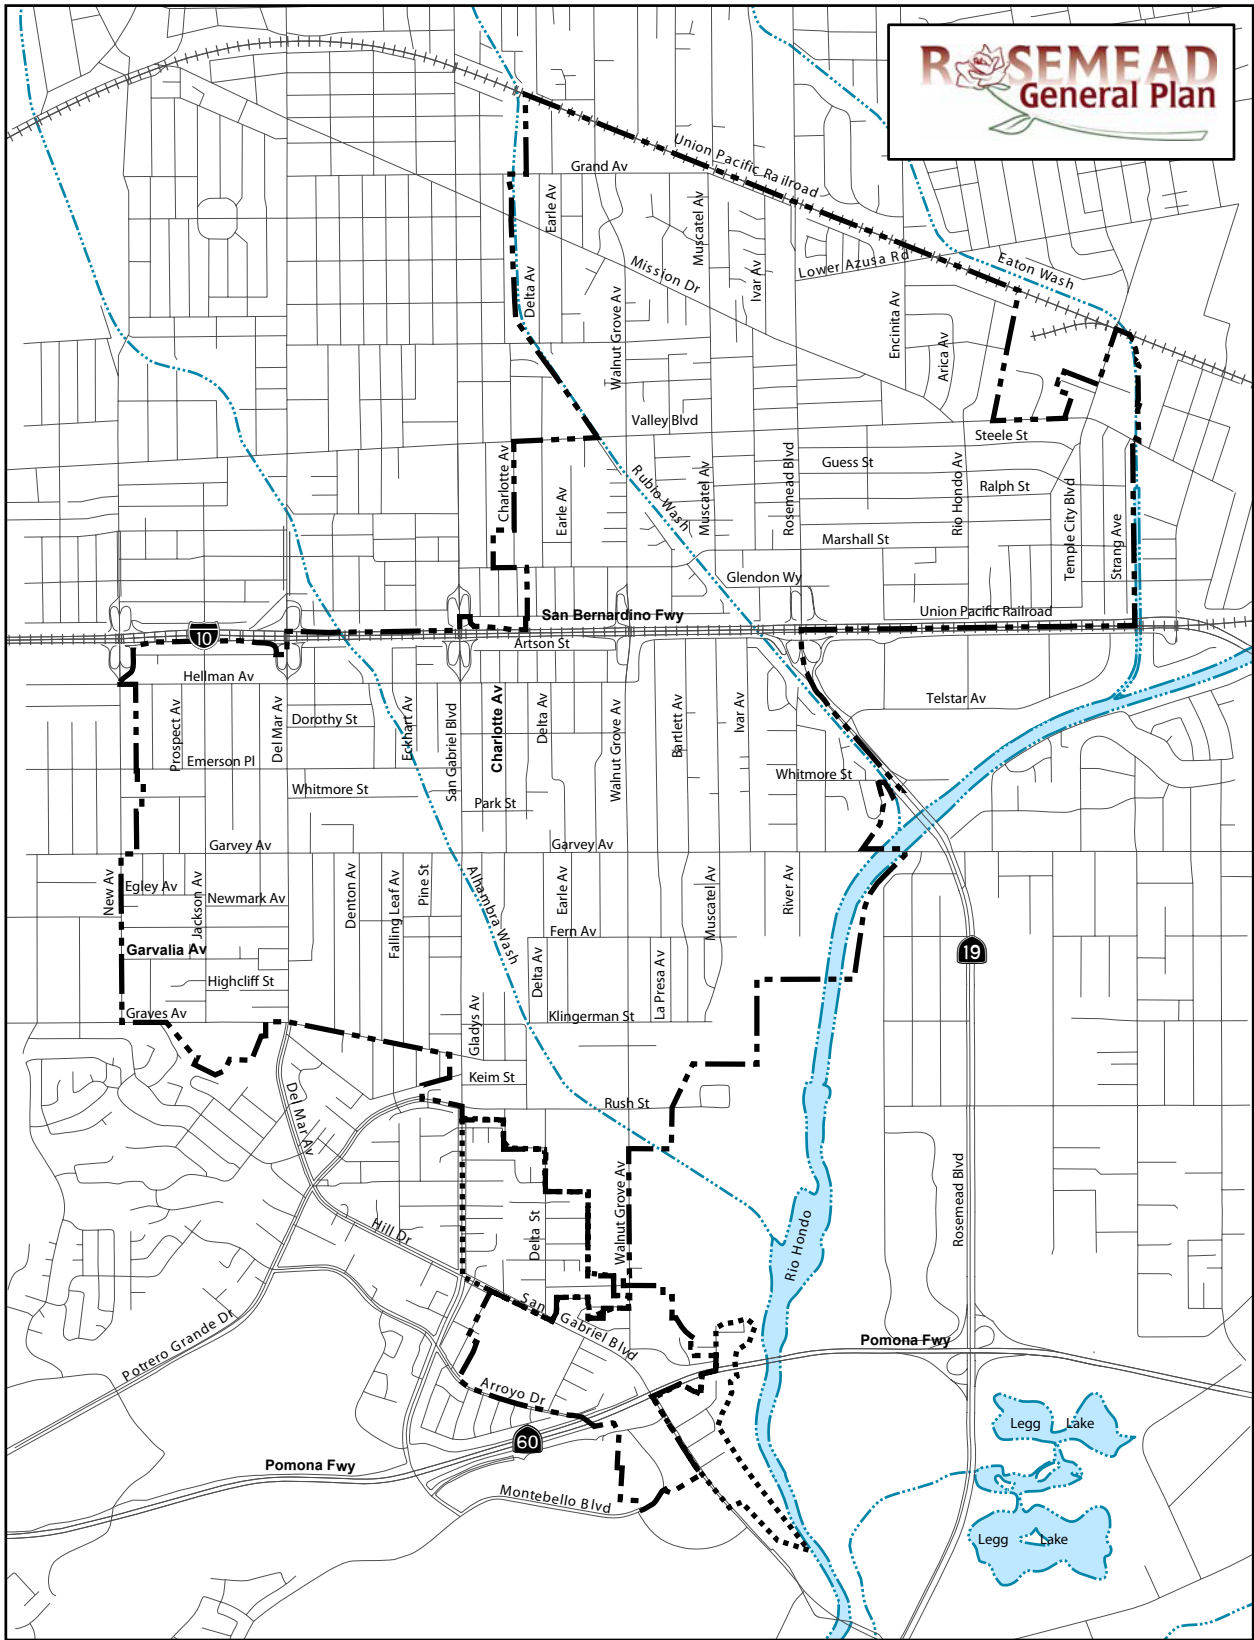 ROSEMEAD
General Plan
Union Pacific Railroad
Grand Av
Earle Av
Muscatel Av
Mission Dr
Ivar Av
Lower Azusa Rd
Eaton Wash
Delta Av
Walnut Grove Av
Encinita Av
Arica Av
Valley Blvd
Steele St
Charlotte Av
Earle Av
Rubio Wash
Muscatel Av
Rosemead Blvd
Guess St
Rio Hondo Av
Ralph St
Temple City Blvd
Strang Ave
Marshall St
Glendon Wy
San Bernardino Fwy
Union Pacific Railroad
10
Artson St
Hellman Av
Telstar Av
Prospect Av
Del Mar Av
Dorothy St
Eckhart Av
San Gabriel Blvd
Charlotte Av
Delta Av
Walnut Grove Av
Bartlett Av
Ivar Av
Emerson Pl
Whitmore St
Whitmore St
Park St
Garvey Av
Garvey Av
New Av
Egley Av
Jackson Av
Newmark Av
Denton Av
Falling Leaf Av
Pine St
Alhambra Wash
Earle Av
Muscatel Av
River Av
Fern Av
Garvalia Av
19
Highcliff St
Delta Av
La Presa Av
Graves Av
Gladys Av
Klingerman St
Keim St
Del Mar Av
Rush St
Hill Dr
Delta St
Walnut Grove Av
Rio Hondo
Rosemead Blvd
San Gabriel Blvd
Potrero Grande Dr
Pomona Fwy
Arroyo Dr
Legg Lake
60
Pomona Fwy
Montebello Blvd
Legg Lake